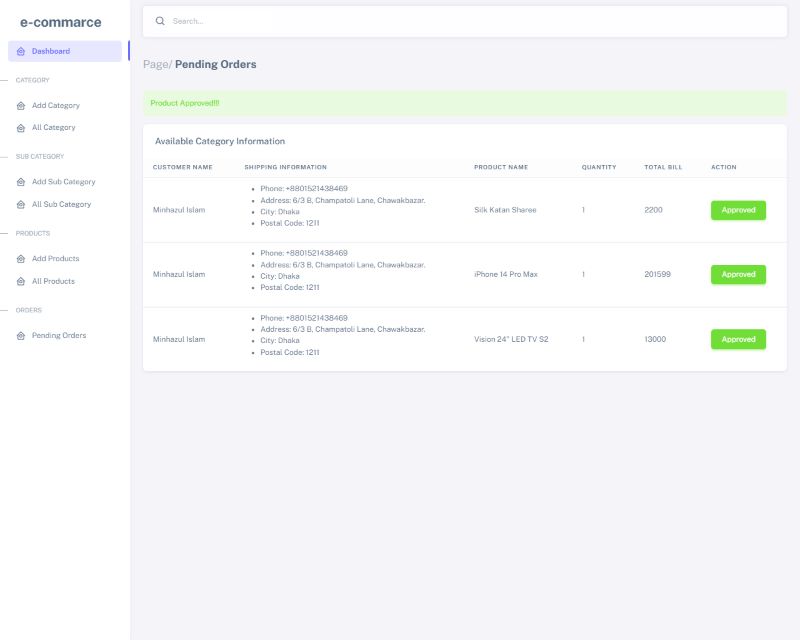 e-commarce
Search...
Dashboard
CATEGORY
Add Category
All Category
SUB CATEGORY
Add Sub Category
All Sub Category
PRODUCTS
Add Products
All Products
ORDERS
Pending Orders
Page/ Pending Orders
Product Approved!!!!
Available Category Information
CUSTOMER NAME SHIPPING INFORMATION PRODUCT NAME QUANTITY TOTAL BILL ACTION
Minhazul Islam
Phone: +8801521438469
Address: 6/3 B, Champatoli Lane, Chawakbazar.
City: Dhaka
Postal Code: 1211
Silk Katan Sharee 1 2200 Approved
Minhazul Islam
Phone: +8801521438469
Address: 6/3 B, Champatoli Lane, Chawakbazar.
City: Dhaka
Postal Code: 1211
iPhone 14 Pro Max 1 201599 Approved
Minhazul Islam
Phone: +8801521438469
Address: 6/3 B, Champatoli Lane, Chawakbazar.
City: Dhaka
Postal Code: 1211
Vision 24" LED TV S2 1 13000 Approved